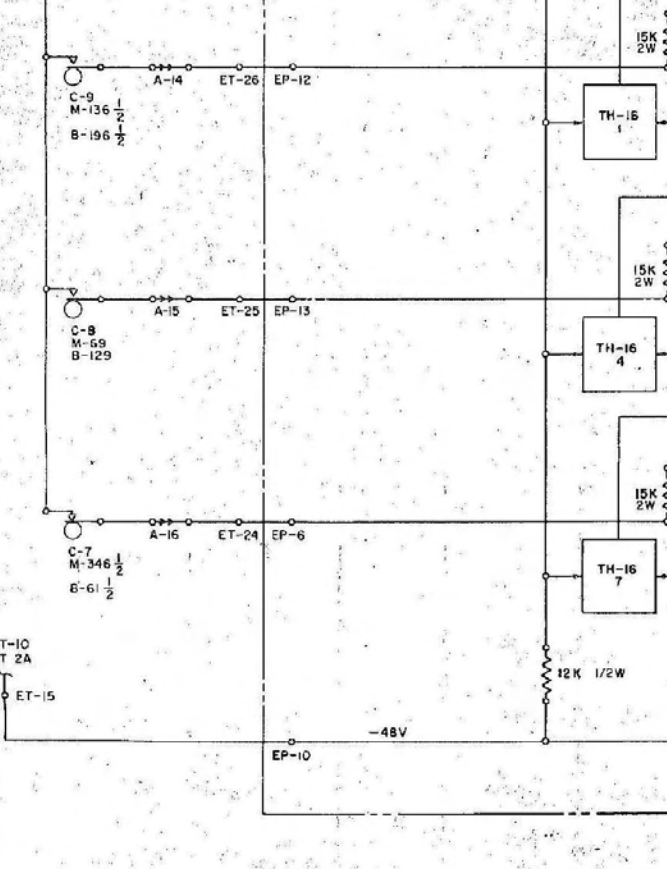 15K
2W
A-14 ET-26 EP-12
C-9
M-136 1/2
B-196 1/2
TH-16
1
15K
2W
A-15 ET-25 EP-13
C-8
M-69
B-129
TH-16
4
15K
2W
A-16 ET-24 EP-6
C-7
M-346 1/2
B-61 1/2
TH-16
7
T-10
T 2A
ET-15
12K 1/2W
-48V
EP-10